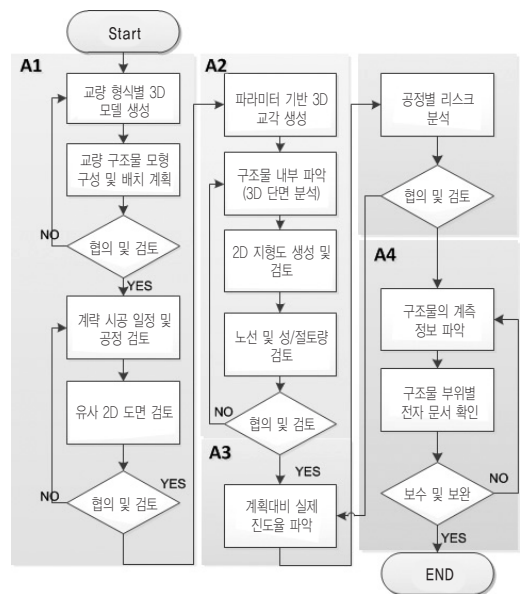 Start
A1
교량 형식별 3D
모델 생성
교량 구조물 모형
구성 및 배치 계획
NO
협의 및 검토
YES
계략 시공 일정 및
공정 검토
유사 2D 도면 검토
NO
YES
협의 및 검토
A2
파라미터 기반 3D
교각 생성
구조물 내부 파악
(3D 단면 분석)
2D 지형도 생성 및
검토
노선 및 성/절토량
검토
NO
협의 및 검토
YES
A3
계획대비 실제
진도율 파악
공정별 리스크
분석
협의 및 검토
A4
구조물의 계측
정보 파악
구조물 부위별
전자 문서 확인
NO
보수 및 보완
YES
END